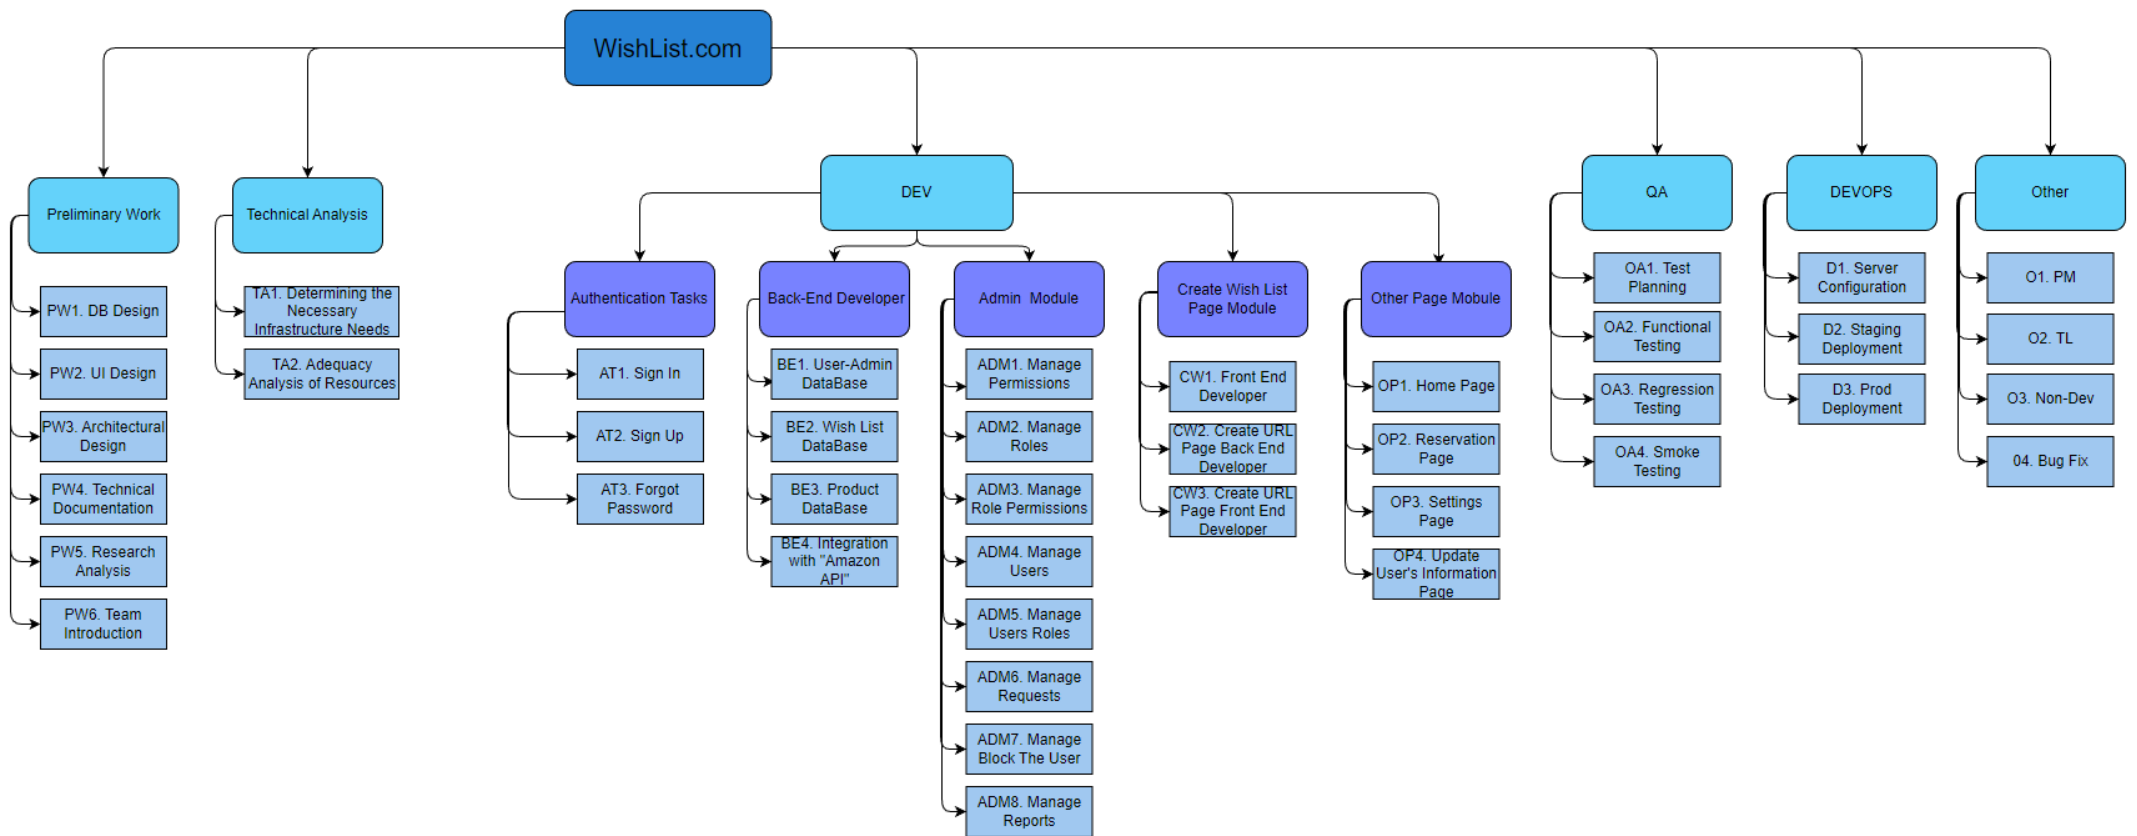 WishList.com
Preliminary Work
PW1. DB Design
PW2. UI Design
PW3. Architectural
Design
PW4. Technical
Documentation
PW5. Research
Analysis
PW6. Team
Introduction
Technical Analysis
TA1. Determining the
Necessary
Infrastructure Needs
TA2. Adequacy
Analysis of Resources
DEV
Authentication Tasks
AT1. Sign In
AT2. Sign Up
AT3. Forgot
Password
Back-End Developer
BE1. User-Admin
DataBase
BE2. Wish List
DataBase
BE3. Product
DataBase
BE4. Integration
with "Amazon
API"
Admin Module
ADM1. Manage
Permissions
ADM2. Manage
Roles
ADM3. Manage
Role Permissions
ADM4. Manage
Users
ADM5. Manage
Users Roles
ADM6. Manage
Requests
ADM7. Manage
Block The User
ADM8. Manage
Reports
Create Wish List
Page Module
CW1. Front End
Developer
CW2. Create URL
Page Back End
Developer
CW3. Create URL
Page Front End
Developer
Other Page Mobule
OP1. Home Page
OP2. Reservation
Page
OP3. Settings
Page
OP4. Update
User's Information
Page
QA
OA1. Test
Planning
OA2. Functional
Testing
OA3. Regression
Testing
OA4. Smoke
Testing
DEVOPS
D1. Server
Configuration
D2. Staging
Deployment
D3. Prod
Deployment
Other
O1. PM
O2. TL
O3. Non-Dev
04. Bug Fix